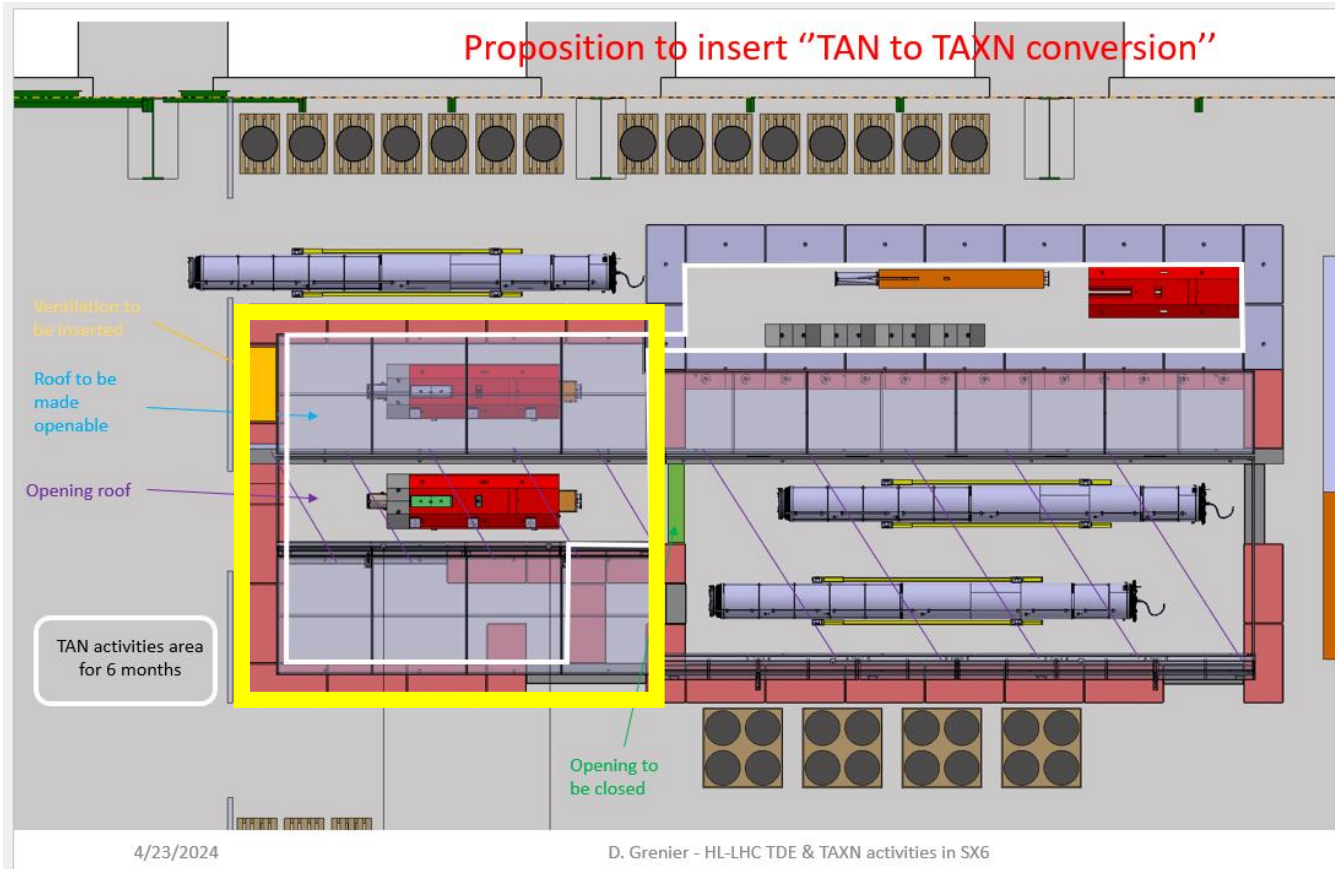 Proposition to insert ‘’TAN to TAXN conversion’’
Ventilation to
be inserted
Roof to be
made
openable
Opening roof
TAN activities area
for 6 months
Opening to
be closed
4/23/2024
D. Grenier - HL-LHC TDE & TAXN activities in SX6